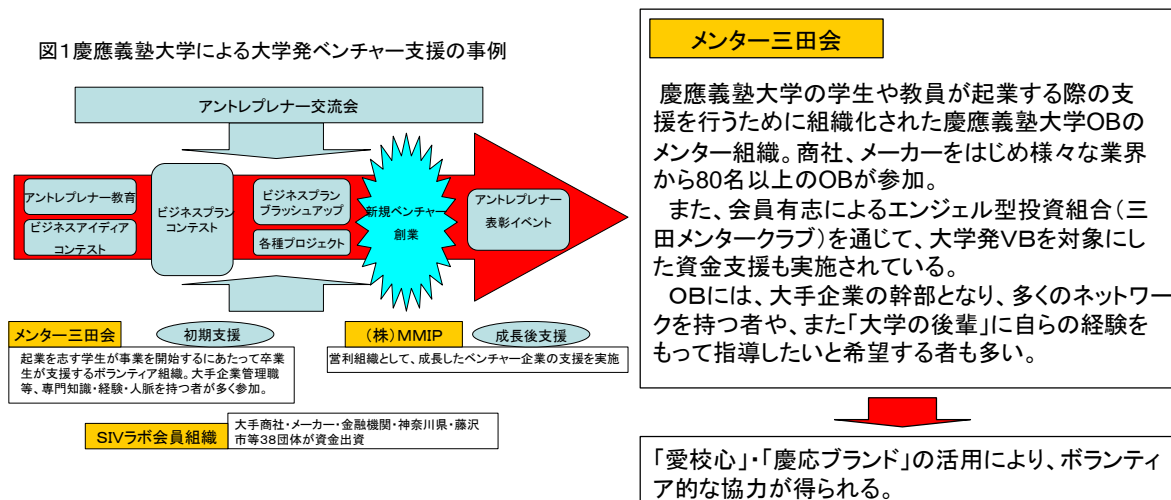 図1慶應義塾大学による大学発ベンチャー支援の事例
アントレプレナー交流会
アントレプレナー教育
ビジネスアイディア
コンテスト
ビジネスプラン
コンテスト
ビジネスプラン
ブラッシュアップ
各種プロジェクト
新規ベンチャー
創業
アントレプレナー
表彰イベント
メンター三田会
初期支援
起業を志す学生が事業を開始するにあたって卒業
生が支援するボランティア組織。大手企業管理職
等、専門知識・経験・人脈を持つ者が多く参加。
(株)MMIP
成長後支援
営利組織として、成長したベンチャー企業の支援を実施
SIVラボ会員組織
大手商社・メーカー・金融機関・神奈川県・藤沢
市等38団体が資金出資
メンター三田会
慶應義塾大学の学生や教員が起業する際の支
援を行うために組織化された慶應義塾大学OBの
メンター組織。商社、メーカーをはじめ様々な業界
から80名以上のOBが参加。
また、会員有志によるエンジェル型投資組合(三
田メンタークラブ)を通じて、大学発VBを対象にし
た資金支援も実施されている。
OBには、大手企業の幹部となり、多くのネットワー
クを持つ者や、また「大学の後輩」に自らの経験を
もって指導したいと希望する者も多い。
「愛校心」・「慶応ブランド」の活用により、ボランティ
ア的な協力が得られる。